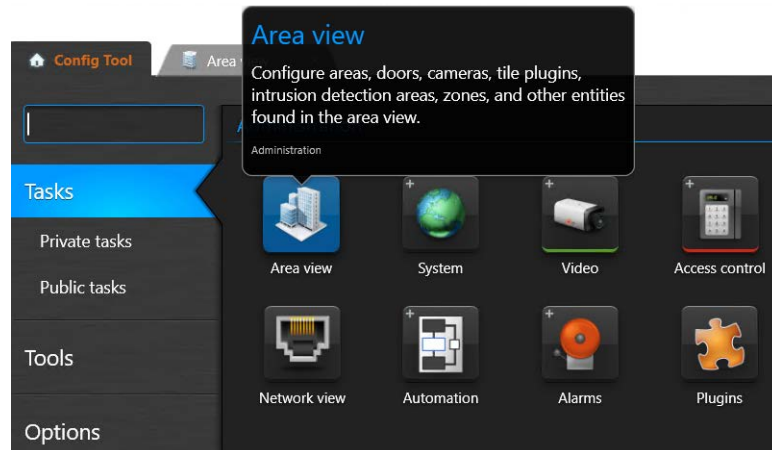 Area view
Configure areas, doors, cameras, tile plugins,
intrusion detection areas, zones, and other entities
found in the area view.
Administration
Config Tool
Area
Tasks
Private tasks
Public tasks
Tools
Options
Area view
System
Video
Access control
Network view
Automation
Alarms
Plugins